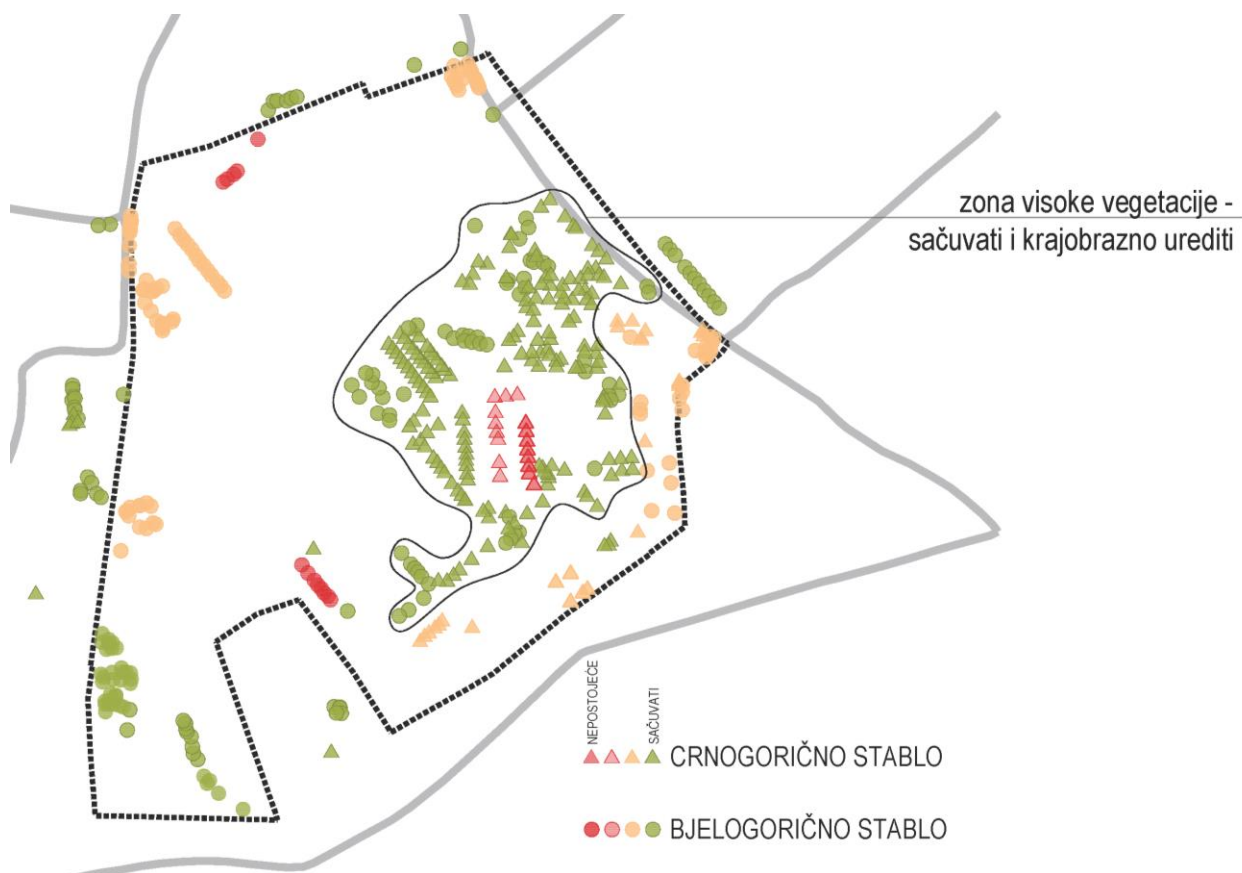 zona visoke vegetacije -
sačuvati i krajobrazno urediti
NEPOSTOJEĆE
SAČUVATI
CRNOGORIČNO STABLO
BJELOGORIČNO STABLO